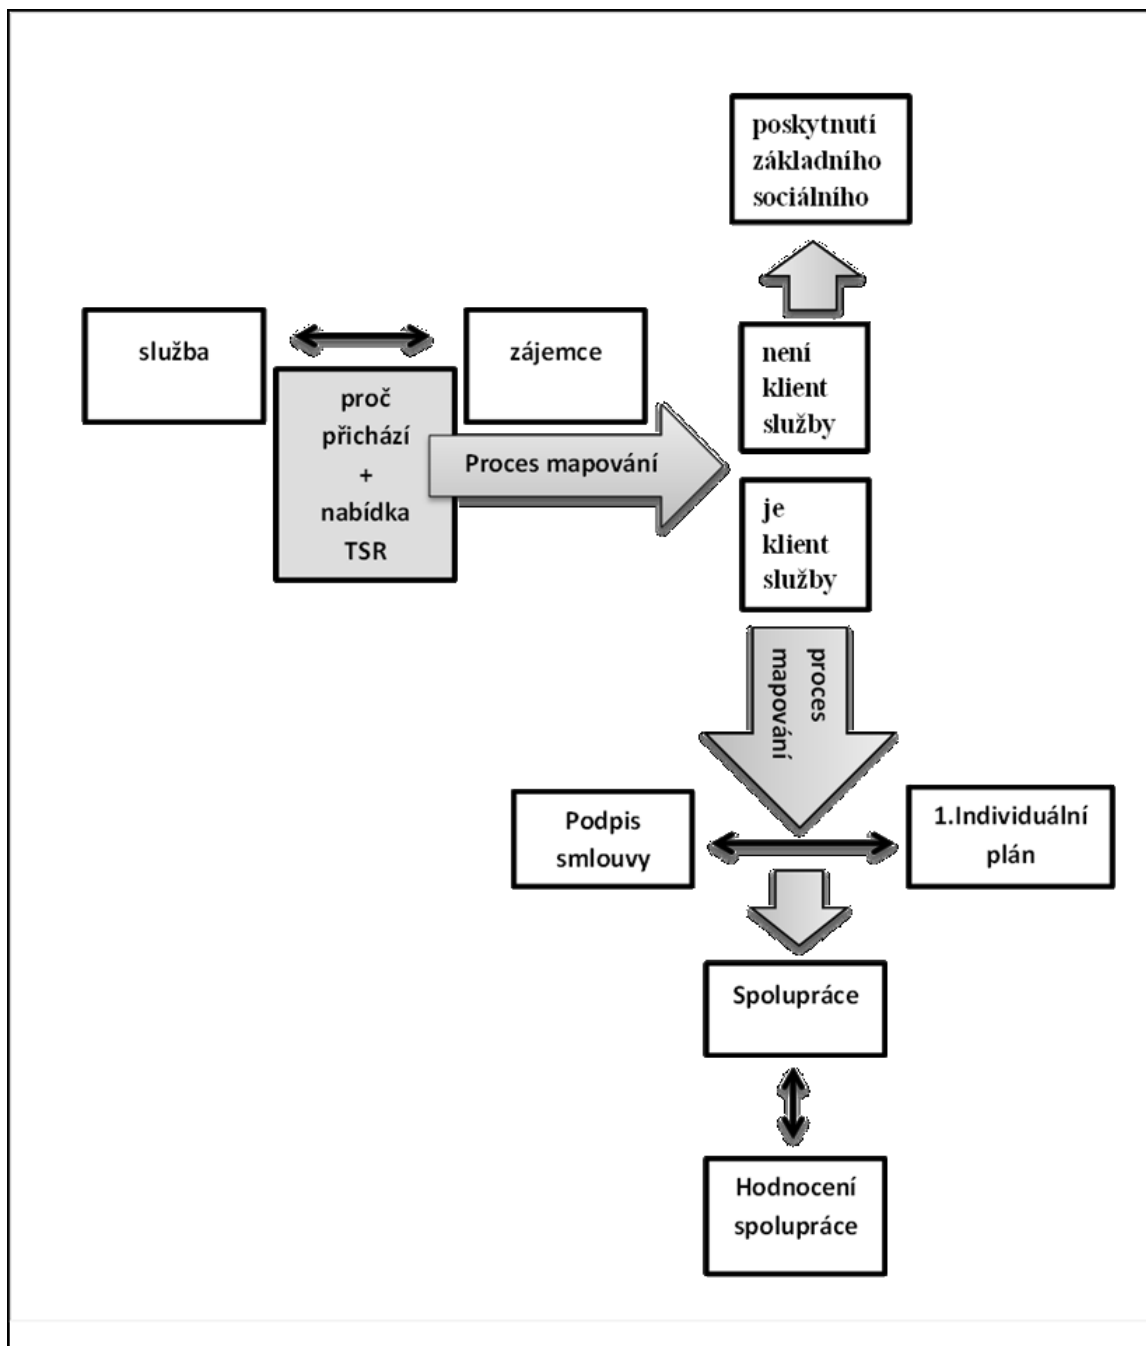 poskytnutí
základního
sociálního
služba
zájemce
proč
přichází
+
nabídka
TSR
Proces mapování
není
klient
služby
je
klient
služby
proces
mapování
Podpis
smlouvy
1.Individuální
plán
Spolupráce
Hodnocení
spolupráce